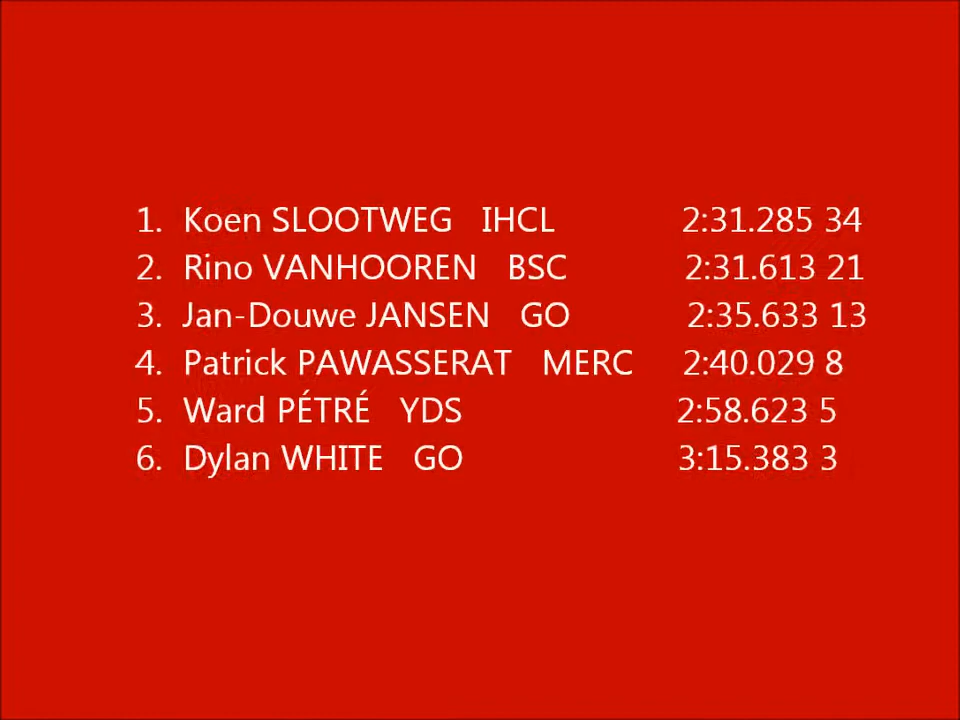 1. Koen SLOOTWEG IHCL 2:31.285 34
2. Rino VANHOOREN BSC 2:31.613 21
3. Jan-Douwe JANSEN GO 2:35.633 13
4. Patrick PAWASSERAT MERC 2:40.029 8
5. Ward PÉTRÉ YDS 2:58.623 5
6. Dylan WHITE GO 3:15.383 3